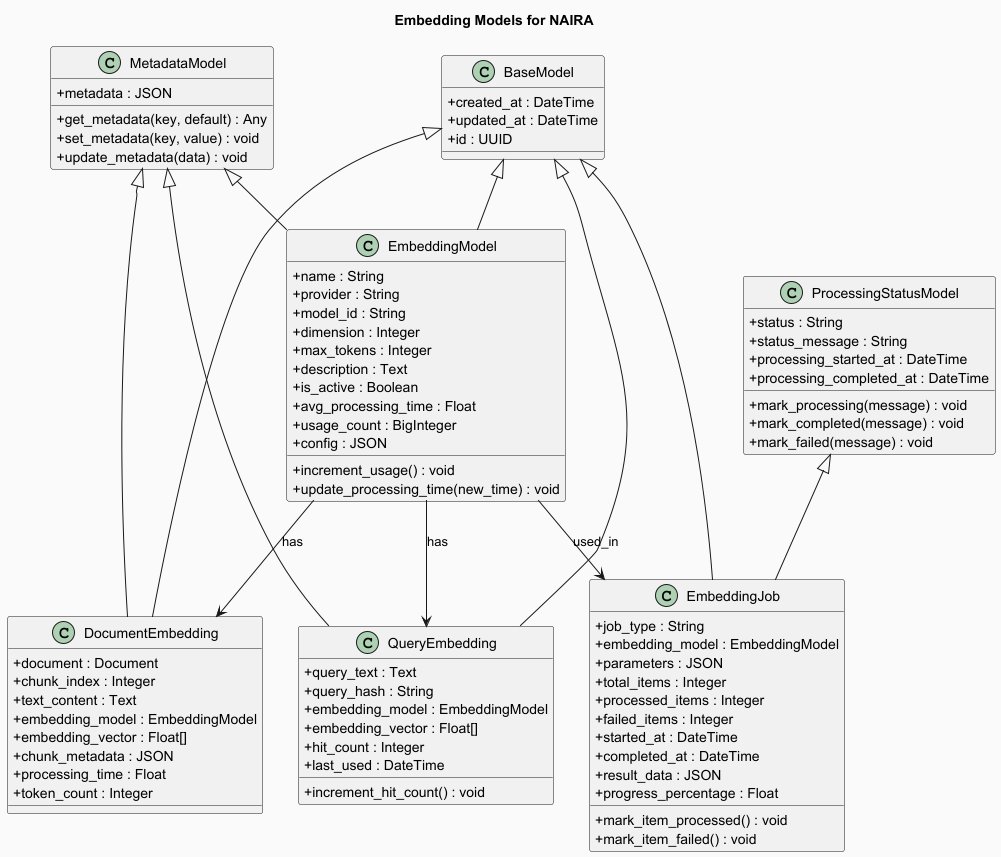 Embedding Models for NAIRA
C MetadataModel
+metadata : JSON
+get_metadata(key, default) : Any
+set_metadata(key, value) : void
+update_metadata(data) : void
C BaseModel
+created_at : DateTime
+updated_at : DateTime
+id : UUID
C EmbeddingModel
+name : String
+provider : String
+model_id : String
+dimension : Integer
+max_tokens : Integer
+description : Text
+is_active : Boolean
+avg_processing_time : Float
+usage_count : BigInteger
+config : JSON
+increment_usage() : void
+update_processing_time(new_time) : void
C ProcessingStatusModel
+status : String
+status_message : String
+processing_started_at : DateTime
+processing_completed_at : DateTime
+mark_processing(message) : void
+mark_completed(message) : void
+mark_failed(message) : void
has
has
used_in
C DocumentEmbedding
+document : Document
+chunk_index : Integer
+text_content : Text
+embedding_model : EmbeddingModel
+embedding_vector : Float[]
+chunk_metadata : JSON
+processing_time : Float
+token_count : Integer
C QueryEmbedding
+query_text : Text
+query_hash : String
+embedding_model : EmbeddingModel
+embedding_vector : Float[]
+hit_count : Integer
+last_used : DateTime
+increment_hit_count() : void
C EmbeddingJob
+job_type : String
+embedding_model : EmbeddingModel
+parameters : JSON
+total_items : Integer
+processed_items : Integer
+failed_items : Integer
+started_at : DateTime
+completed_at : DateTime
+result_data : JSON
+progress_percentage : Float
+mark_item_processed() : void
+mark_item_failed() : void